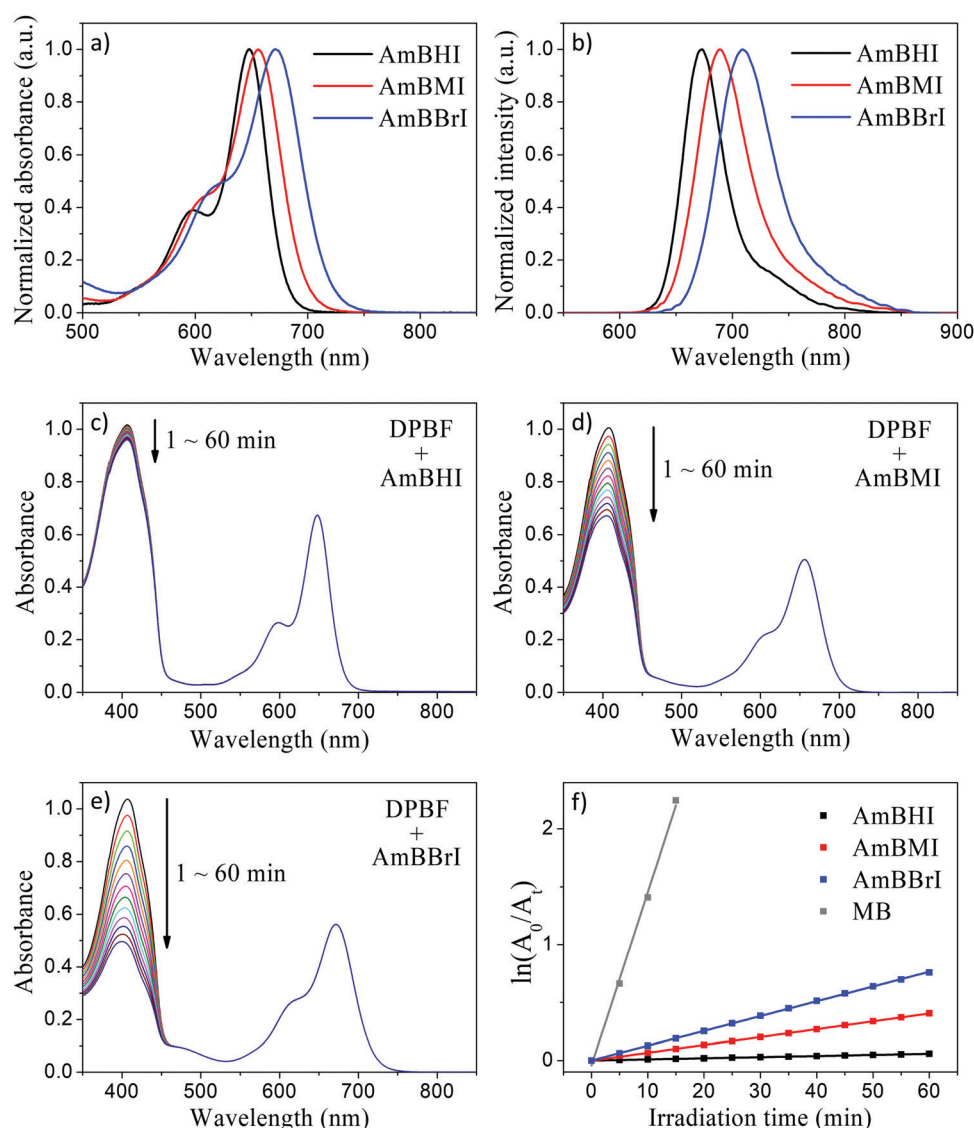 a)
AmBHI
AmBMI
AmBBrI
Normalized absorbance (a.u.)
1.0
0.8
0.6
0.4
0.2
0.0
500
600
700
800
Wavelength (nm)
b)
AmBHI
AmBMI
AmBBrI
Normalized intensity (a.u.)
1.0
0.8
0.6
0.4
0.2
0.0
600
700
800
900
Wavelength (nm)
c)
1 ~ 60 min
DPBF
+
AmBHI
Absorbance
1.0
0.8
0.6
0.4
0.2
0.0
400
500
600
700
800
Wavelength (nm)
d)
1 ~ 60 min
DPBF
+
AmBMI
Absorbance
1.0
0.8
0.6
0.4
0.2
0.0
400
500
600
700
800
Wavelength (nm)
e)
1 ~ 60 min
DPBF
+
AmBBrI
Absorbance
1.0
0.8
0.6
0.4
0.2
0.0
400
500
600
700
800
Wavelength (nm)
f)
AmBHI
AmBMI
AmBBrI
MB
ln(A₀/Aₜ)
2
1
0
0
10
20
30
40
50
60
Irradiation time (min)